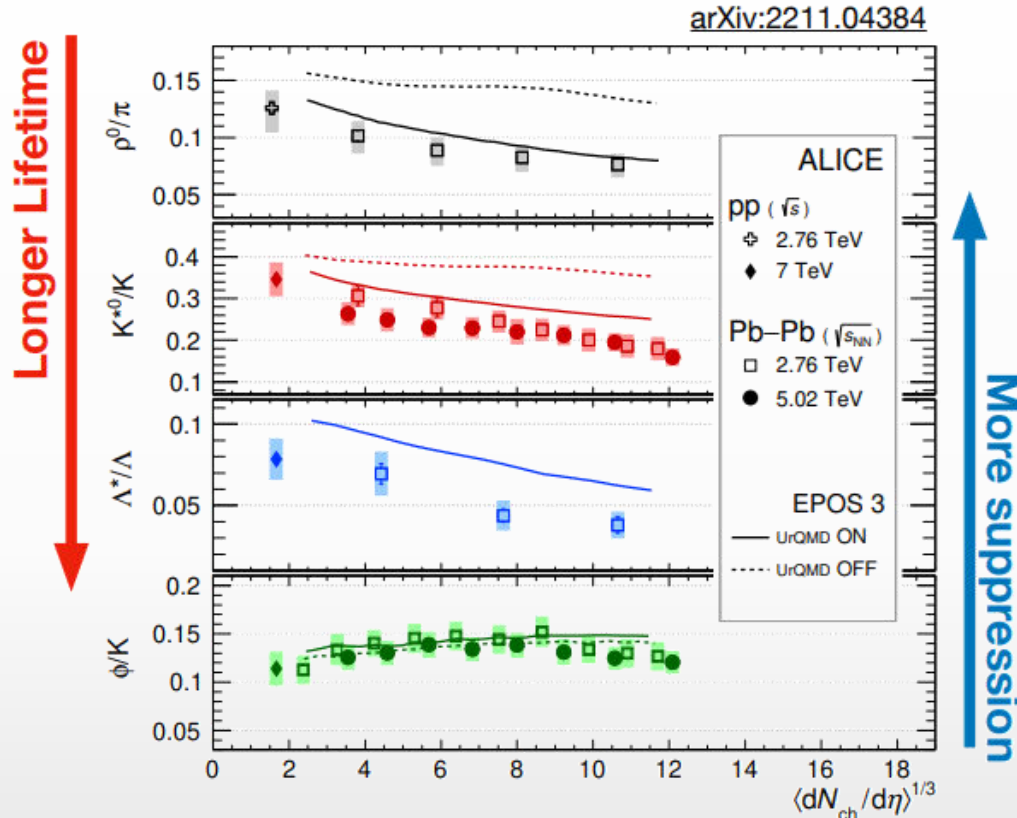 arXiv:2211.04384
Longer Lifetime
More suppression
ρ⁰/π
0.15
0.1
0.05
K*⁰/K
0.4
0.3
0.2
0.1
Λ*/Λ
0.1
0.05
ϕ/K
0.2
0.15
0.1
0.05
ALICE
pp (√s)
2.76 TeV
7 TeV
Pb–Pb (√s_NN)
2.76 TeV
5.02 TeV
EPOS 3
UrQMD ON
UrQMD OFF
0 2 4 6 8 10 12 14 16 18
⟨dN_ch/dη⟩^1/3